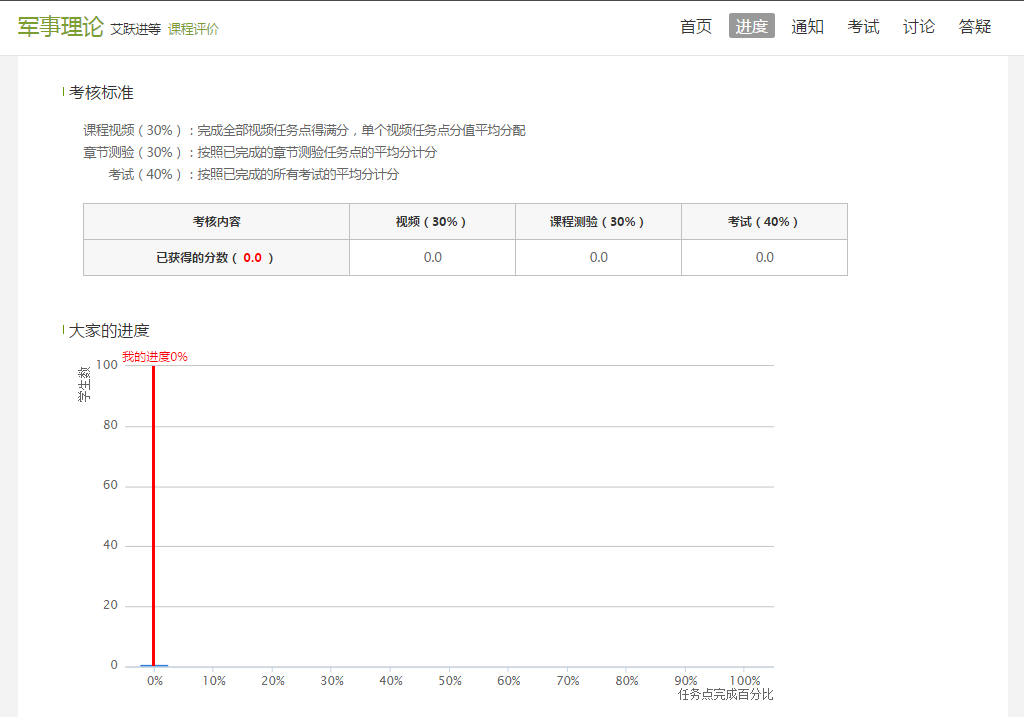 军事理论 艾跃进等 课程评价 首页 进度 通知 考试 讨论 答疑
考核标准
课程视频（30%）：完成全部视频任务点得满分，单个视频任务点分值平均分配
章节测验（30%）：按照已完成的章节测验任务点的平均分计分
考试（40%）：按照已完成的所有考试的平均分计分
考核内容 视频（30%） 课程测验（30%） 考试（40%）
已获得的分数（ 0.0 ） 0.0 0.0 0.0
大家的进度
我的进度0%
学生数
100
80
60
40
20
0
0% 10% 20% 30% 40% 50% 60% 70% 80% 90% 100%
任务点完成百分比